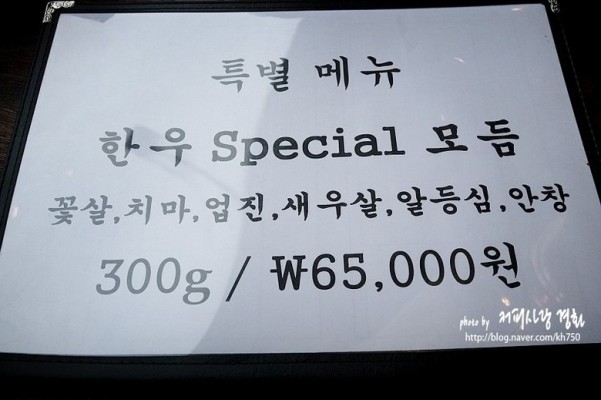 특별 메뉴
한우 Special 모듬
꽃살,치마,업진,새우살,알등심,안창
300g / ₩65,000원
photo by 커피사랑 경희
http://blog.naver.com/kh750